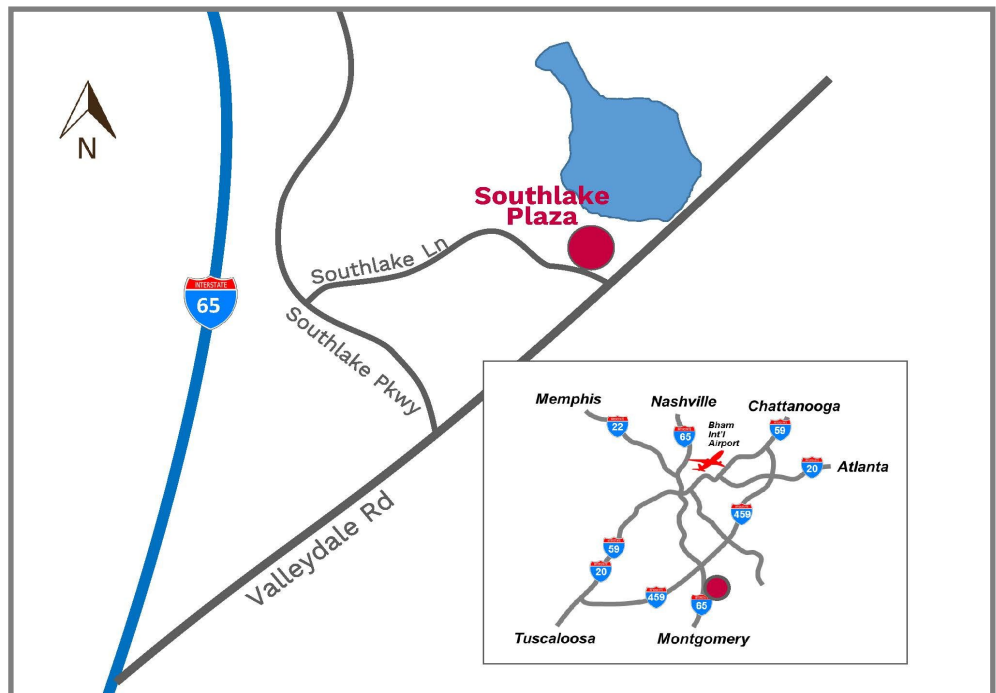 N
Southlake
Plaza
Southlake Ln
INTERSTATE
65
Southlake Pkwy
Valleydale Rd
Memphis
Nashville
Chattanooga
22
65
Bham
Int'l
Airport
59
20
Atlanta
459
59
20
459
65
Tuscaloosa
Montgomery